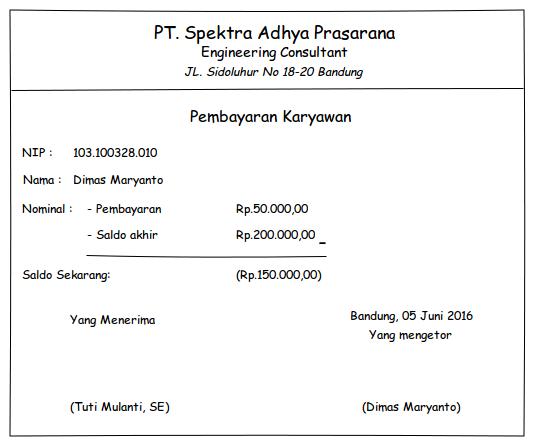 PT. Spektra Adhya Prasarana
Engineering Consultant
JL. Sidoluhur No 18-20 Bandung
Pembayaran Karyawan
NIP : 103.100328.010
Nama : Dimas Maryanto
Nominal : - Pembayaran Rp.50.000,00
- Saldo akhir Rp.200.000,00 -
Saldo Sekarang: (Rp.150.000,00)
Bandung, 05 Juni 2016
Yang Menerima Yang mengetor
(Tuti Mulanti, SE) (Dimas Maryanto)